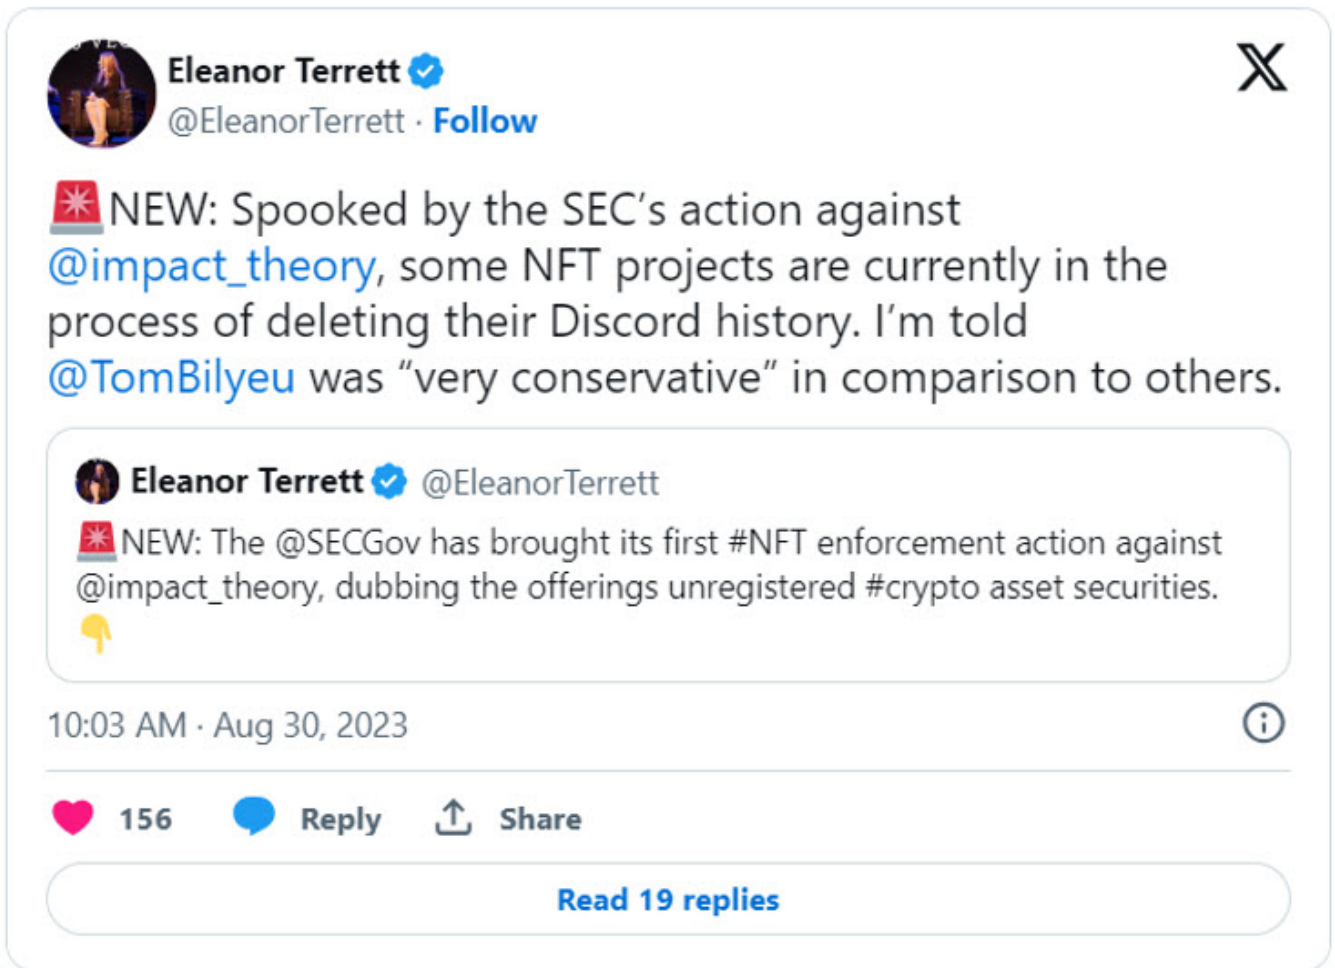 Eleanor Terrett
@EleanorTerrett · Follow
🚨NEW: Spooked by the SEC’s action against
@impact_theory, some NFT projects are currently in the
process of deleting their Discord history. I’m told
@TomBilyeu was “very conservative” in comparison to others.
Eleanor Terrett @EleanorTerrett
🚨NEW: The @SECGov has brought its first #NFT enforcement action against
@impact_theory, dubbing the offerings unregistered #crypto asset securities.
👇
10:03 AM · Aug 30, 2023
156 Reply Share
Read 19 replies